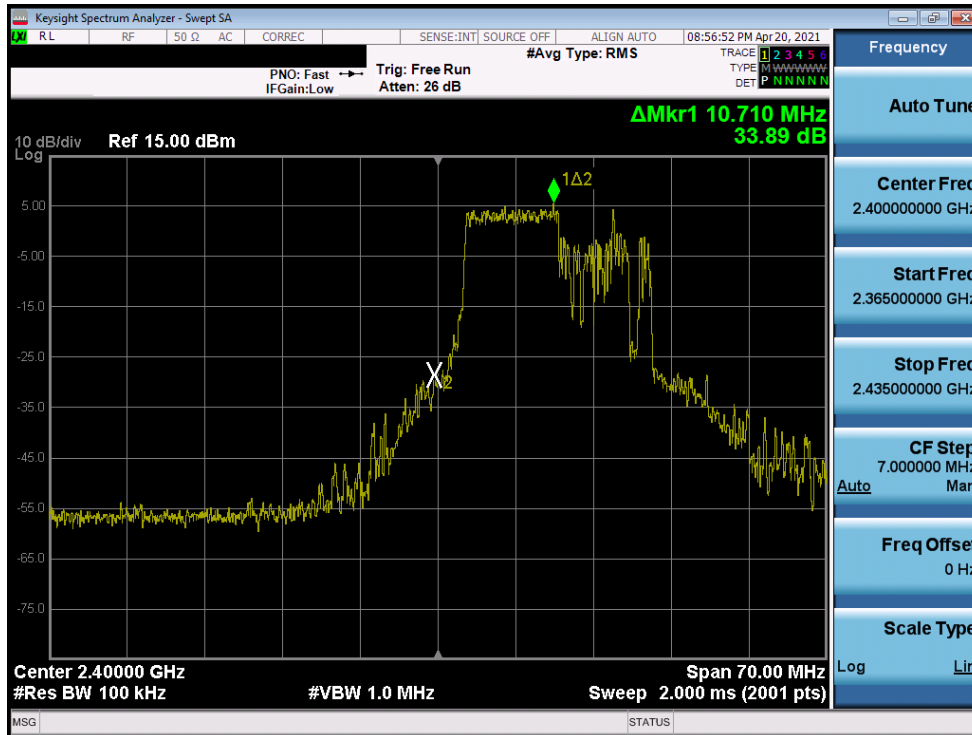 Keysight Spectrum Analyzer - Swept SA
LXI RL RF 50 Ω AC CORREC SENSE:INT SOURCE OFF ALIGN AUTO 08:56:52 PM Apr 20, 2021
#Avg Type: RMS
TRACE 1 2 3 4 5 6
TYPE M WWWWW
DET P N N N N N
PNO: Fast Trig: Free Run
IFGain:Low Atten: 26 dB
ΔMkr1 10.710 MHz
33.89 dB
10 dB/div Ref 15.00 dBm
Log
1Δ2
5.00
-5.00
-15.0
-25.0
X2
-35.0
-45.0
-55.0
-65.0
-75.0
Center 2.40000 GHz Span 70.00 MHz
#Res BW 100 kHz #VBW 1.0 MHz Sweep 2.000 ms (2001 pts)
MSG STATUS
Frequency
Auto Tune
Center Freq
2.400000000 GHz
Start Freq
2.365000000 GHz
Stop Freq
2.435000000 GHz
CF Step
7.000000 MHz
Auto Man
Freq Offset
0 Hz
Scale Type
Log Lin